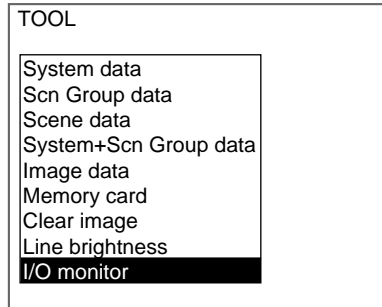 TOOL
System data
Scn Group data
Scene data
System+Scn Group data
Image data
Memory card
Clear image
Line brightness
I/O monitor